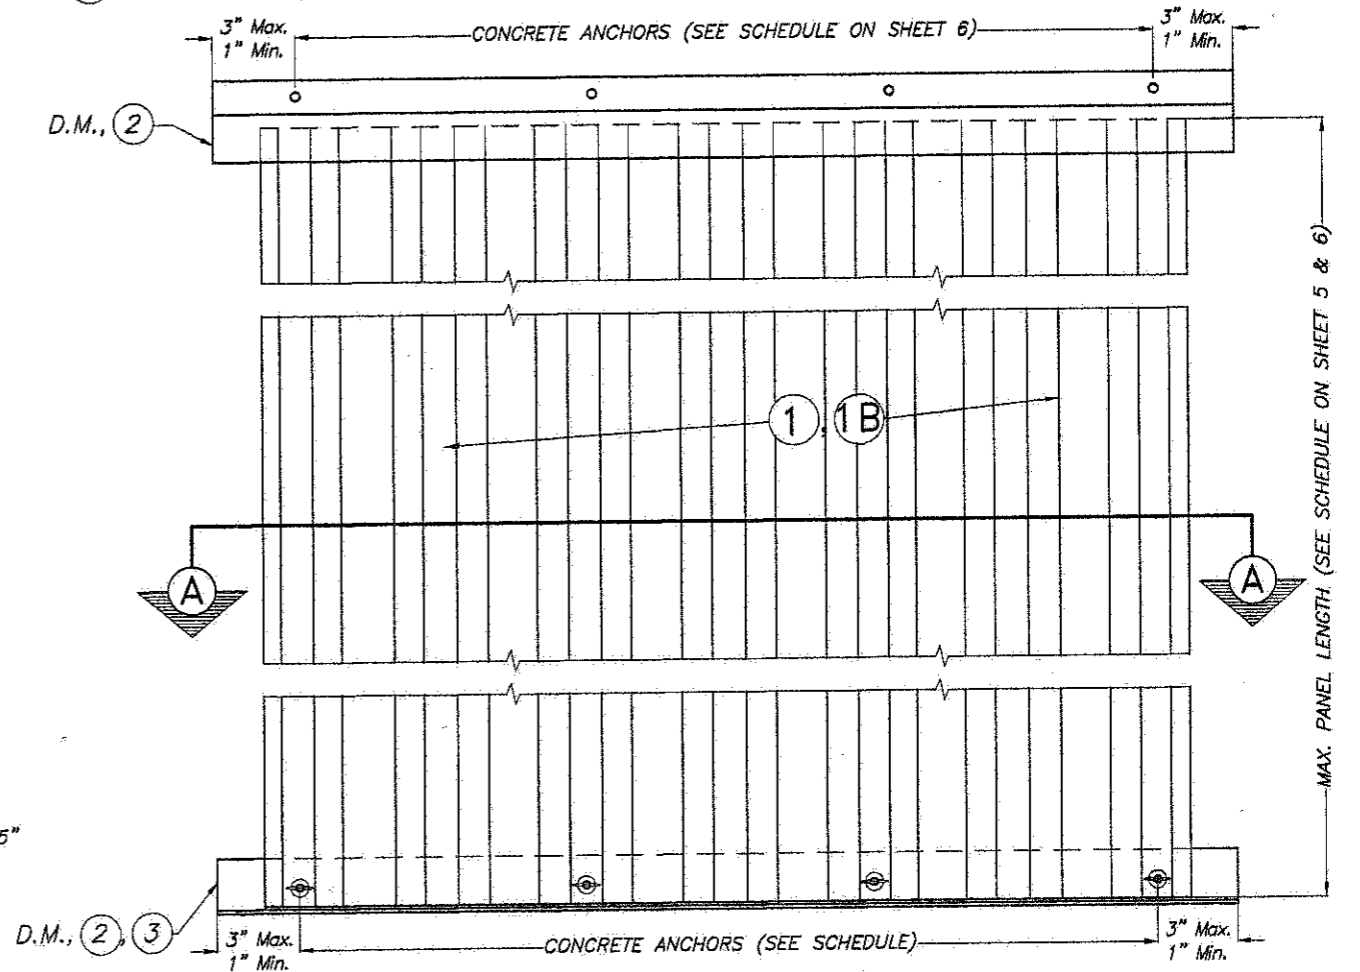 3" Max.
1" Min.
CONCRETE ANCHORS (SEE SCHEDULE ON SHEET 6)
3" Max.
1" Min.
D.M., 2
1, 1B
MAX. PANEL LENGTH (SEE SCHEDULE ON SHEET 5 & 6)
A
A
5"
D.M., 2, 3
3" Max.
1" Min.
CONCRETE ANCHORS (SEE SCHEDULE)
3" Max.
1" Min.